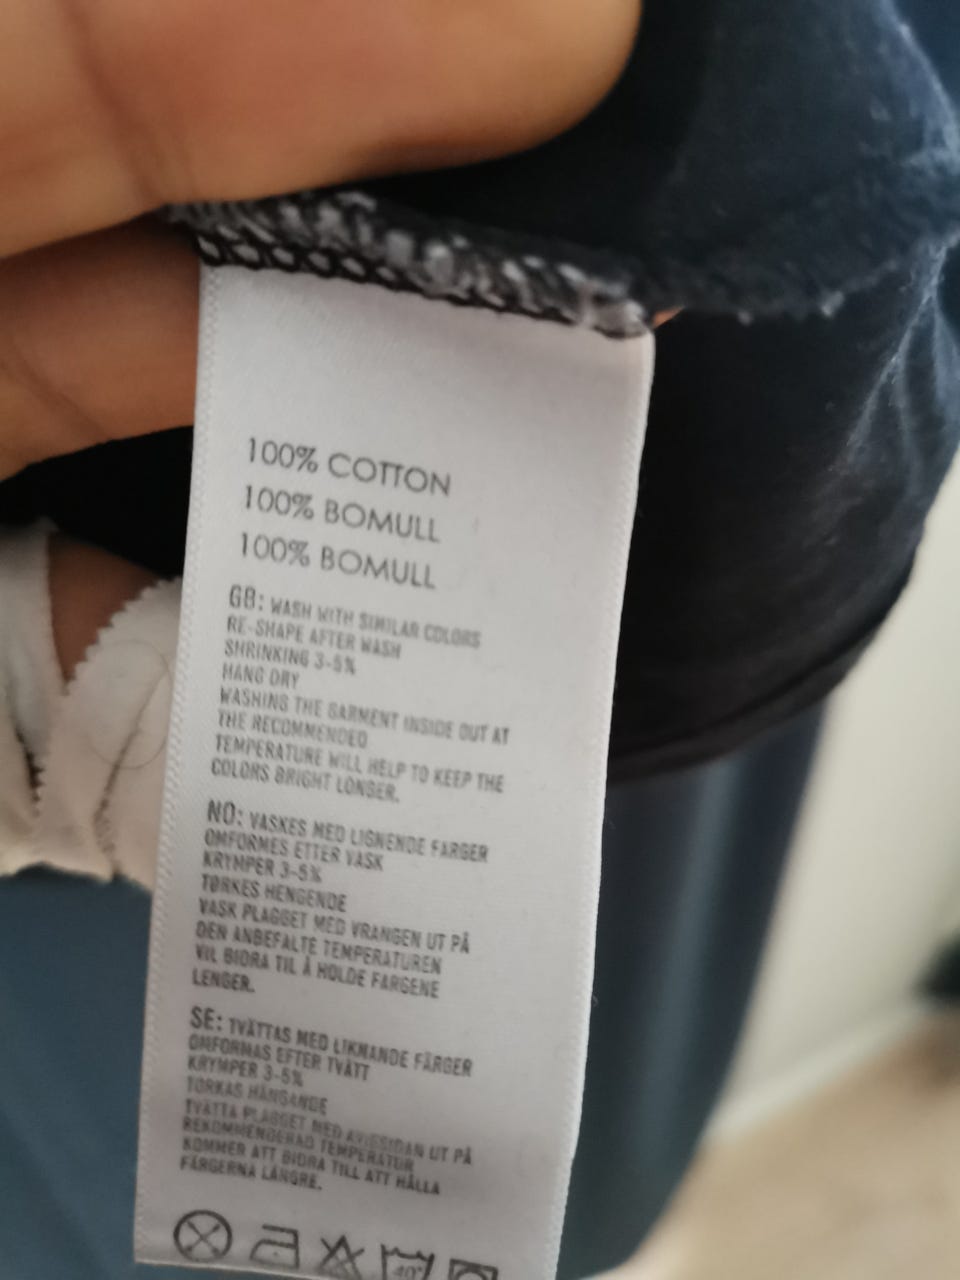 100% COTTON
100% BOMULL
100% BOMULL
GB: WASH WITH SIMILAR COLORS
RE-SHAPE AFTER WASH
SHRINKING 3-5%
HANG DRY
WASHING THE GARMENT INSIDE OUT AT
THE RECOMMENDED
TEMPERATURE WILL HELP TO KEEP THE
COLORS BRIGHT LONGER.
NO: VASKES MED LIGNENDE FARGER
OMFORMES ETTER VASK
KRYMPER 3-5%
TØRKES HENGENDE
VASK PLAGGET MED VRANGEN UT PÅ
DEN ANBEFALTE TEMPERATUREN
VIL BIDRA TIL Å HOLDE FARGENE
LENGER.
SE: TVÄTTAS MED LIKNANDE FÄRGER
OMFORMAS EFTER TVÄTT
KRYMPER 3-5%
TORKAS HÄNGANDE
TVÄTTA PLAGGET MED AVIGSIDAN UT PÅ
REKOMMENDERAD TEMPERATUR
KOMMER ATT BIDRA TILL ATT HÅLLA
FÄRGERNA LÄNGRE.
40°